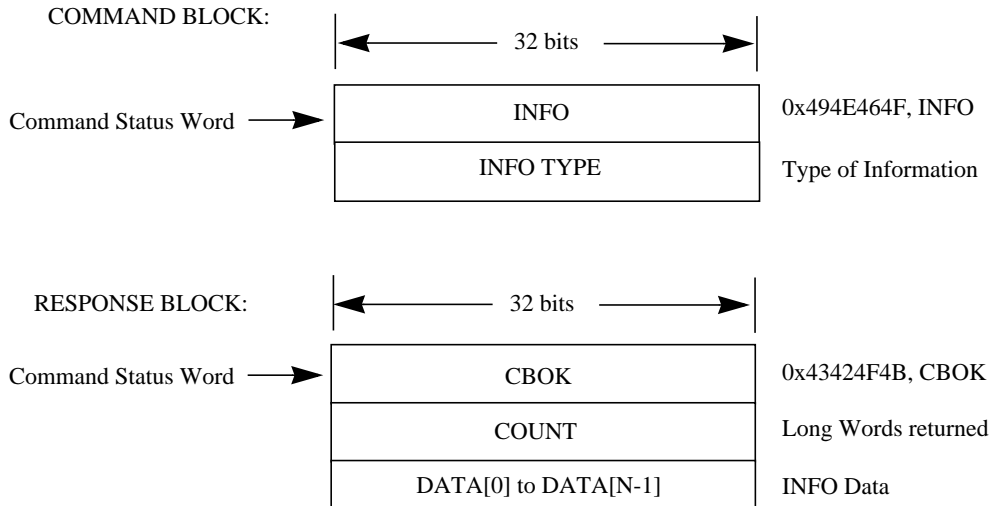 COMMAND BLOCK:
32 bits
Command Status Word
INFO
0x494E464F, INFO
INFO TYPE
Type of Information
RESPONSE BLOCK:
32 bits
Command Status Word
CBOK
0x43424F4B, CBOK
COUNT
Long Words returned
DATA[0] to DATA[N-1]
INFO Data